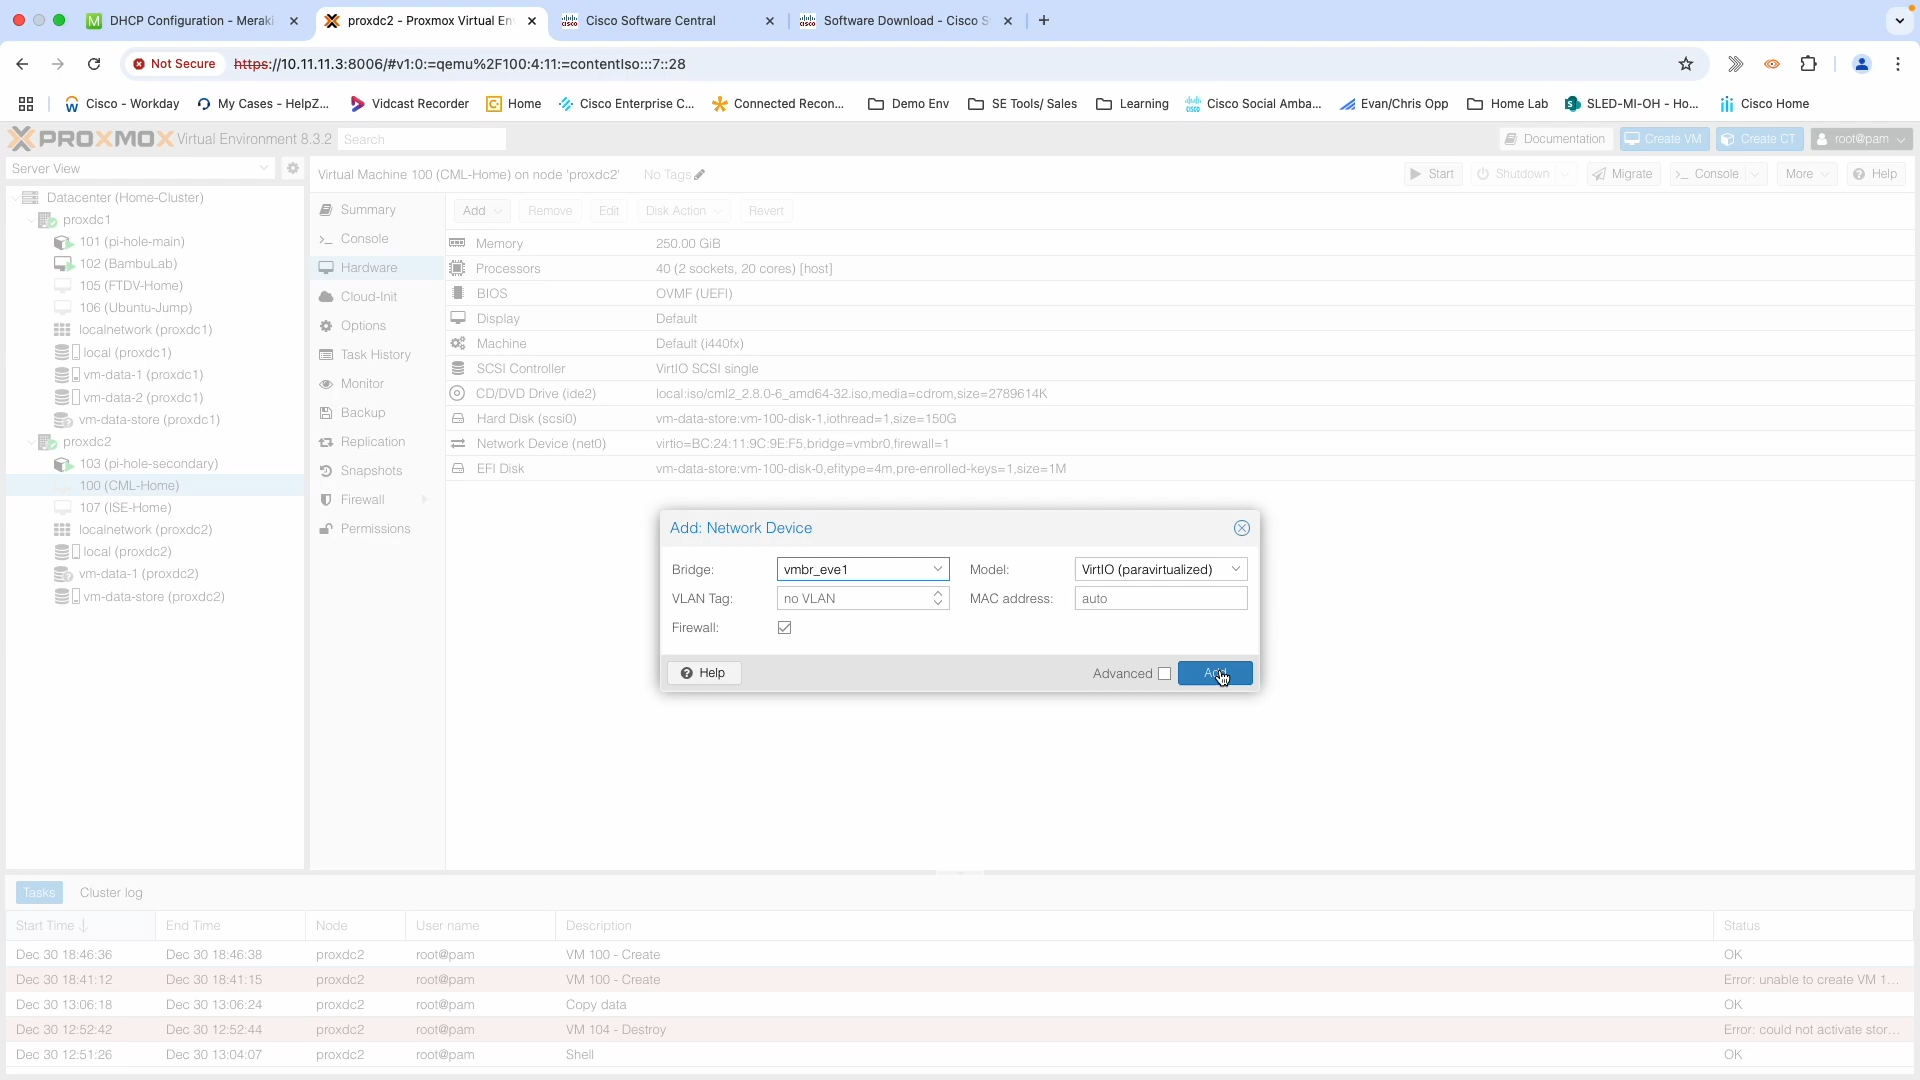 DHCP Configuration - Meraki
proxdc2 - Proxmox Virtual En
Cisco Software Central
Software Download - Cisco S
Not Secure
https://10.11.11.3:8006/#v1:0:=qemu%2F100:4:11:=contentIso:::7::28
Cisco - Workday
My Cases - HelpZ...
Vidcast Recorder
Home
Cisco Enterprise C...
Connected Recon...
Demo Env
SE Tools/ Sales
Learning
Cisco Social Amba...
Evan/Chris Opp
Home Lab
SLED-MI-OH - Ho...
Cisco Home
PROXMOX Virtual Environment 8.3.2
Search
Documentation
Create VM
Create CT
root@pam
Server View
Virtual Machine 100 (CML-Home) on node 'proxdc2'
No Tags
Start
Shutdown
Migrate
Console
More
Help
Datacenter (Home-Cluster)
proxdc1
101 (pi-hole-main)
102 (BambuLab)
105 (FTDV-Home)
106 (Ubuntu-Jump)
localnetwork (proxdc1)
local (proxdc1)
vm-data-1 (proxdc1)
vm-data-2 (proxdc1)
vm-data-store (proxdc1)
proxdc2
103 (pi-hole-secondary)
100 (CML-Home)
107 (ISE-Home)
localnetwork (proxdc2)
local (proxdc2)
vm-data-1 (proxdc2)
vm-data-store (proxdc2)
Summary
Console
Hardware
Cloud-Init
Options
Task History
Monitor
Backup
Replication
Snapshots
Firewall
Permissions
Add
Remove
Edit
Disk Action
Revert
Memory 250.00 GiB
Processors 40 (2 sockets, 20 cores) [host]
BIOS OVMF (UEFI)
Display Default
Machine Default (i440fx)
SCSI Controller VirtIO SCSI single
CD/DVD Drive (ide2) local:iso/cml2_2.8.0-6_amd64-32.iso,media=cdrom,size=2789614K
Hard Disk (scsi0) vm-data-store:vm-100-disk-1,iothread=1,size=150G
Network Device (net0) virtio=BC:24:11:9C:9E:F5,bridge=vmbr0,firewall=1
EFI Disk vm-data-store:vm-100-disk-0,efitype=4m,pre-enrolled-keys=1,size=1M
Add: Network Device
Bridge: vmbr_eve1 Model: VirtIO (paravirtualized)
VLAN Tag: no VLAN MAC address: auto
Firewall:
Help
Advanced
Add
Tasks
Cluster log
Start Time End Time Node User name Description Status
Dec 30 18:46:36 Dec 30 18:46:38 proxdc2 root@pam VM 100 - Create OK
Dec 30 18:41:12 Dec 30 18:41:15 proxdc2 root@pam VM 100 - Create Error: unable to create VM 1...
Dec 30 13:06:18 Dec 30 13:06:24 proxdc2 root@pam Copy data OK
Dec 30 12:52:42 Dec 30 12:52:44 proxdc2 root@pam VM 104 - Destroy Error: could not activate stor...
Dec 30 12:51:26 Dec 30 13:04:07 proxdc2 root@pam Shell OK